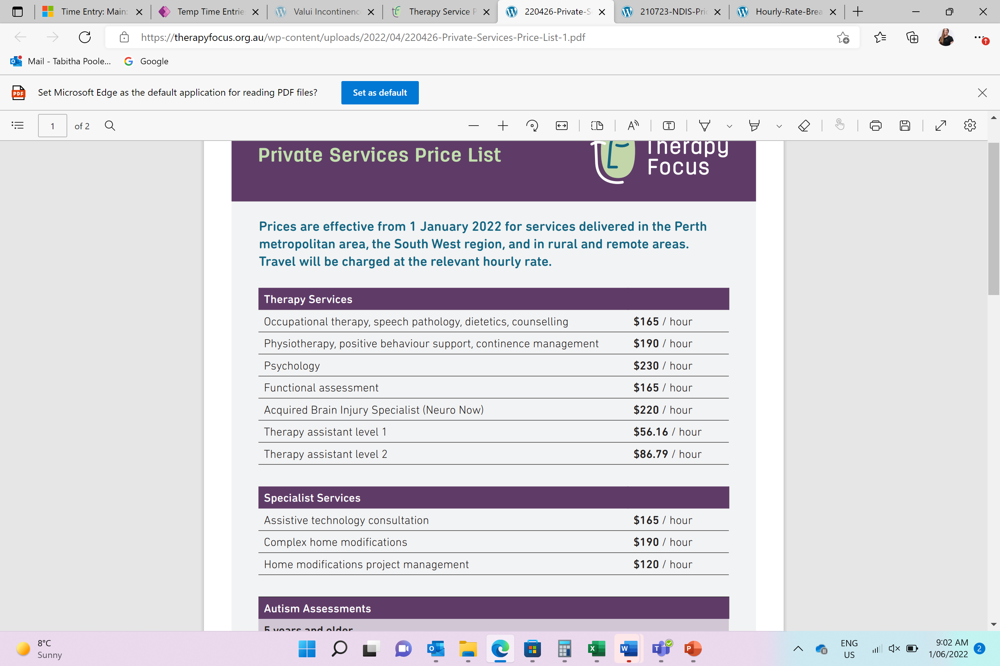 Time Entry: Main:
Temp Time Entrie
Valui Incontinenc
Therapy Service P
220426-Private-S
210723-NDIS-Pric
Hourly-Rate-Brea
https://therapyfocus.org.au/wp-content/uploads/2022/04/220426-Private-Services-Price-List-1.pdf
Mail - Tabitha Poole...
Google
PDF
Set Microsoft Edge as the default application for reading PDF files?
Set as default
1
of 2
Private Services Price List
Therapy
Focus
Prices are effective from 1 January 2022 for services delivered in the Perth
metropolitan area, the South West region, and in rural and remote areas.
Travel will be charged at the relevant hourly rate.
Therapy Services
Occupational therapy, speech pathology, dietetics, counselling $165 / hour
Physiotherapy, positive behaviour support, continence management $190 / hour
Psychology $230 / hour
Functional assessment $165 / hour
Acquired Brain Injury Specialist (Neuro Now) $220 / hour
Therapy assistant level 1 $56.16 / hour
Therapy assistant level 2 $86.79 / hour
Specialist Services
Assistive technology consultation $165 / hour
Complex home modifications $190 / hour
Home modifications project management $120 / hour
Autism Assessments
5 years and older
8°C
Sunny
ENG
US
9:02 AM
1/06/2022
2